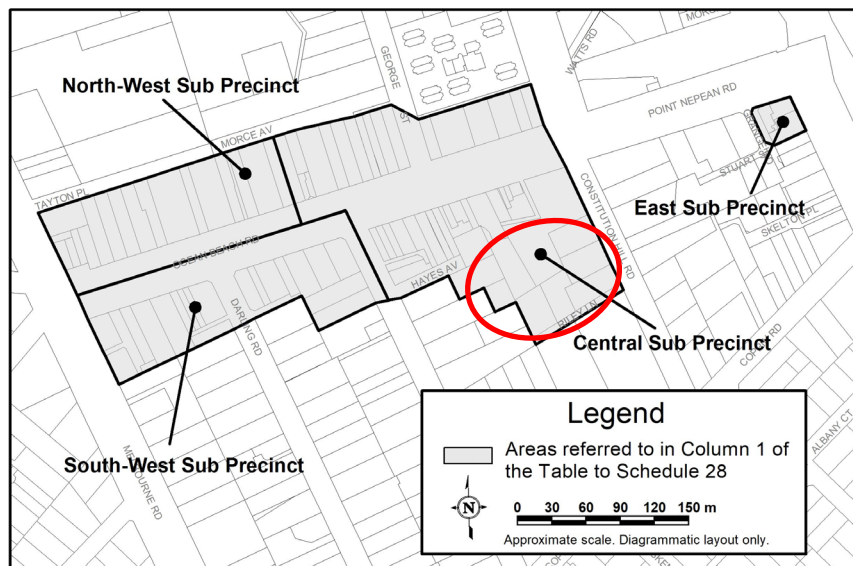 MORC
GEORGE
ST
WATTS RD
North-West Sub Precinct
POINT NEPEAN RD
MORCE AV
STUART
TAYTON PL
East Sub Precinct
SKELTON PL
CONSTITUTION HILL RD
OCEAN BEACH RD
HAYES AV
DARLING RD
RILEY LN
Central Sub Precinct
South-West Sub Precinct
MELBOURNE RD
ALBANY CT
Legend
Areas referred to in Column 1 of
the Table to Schedule 28
N
0 30 60 90 120 150 m
Approximate scale. Diagrammatic layout only.